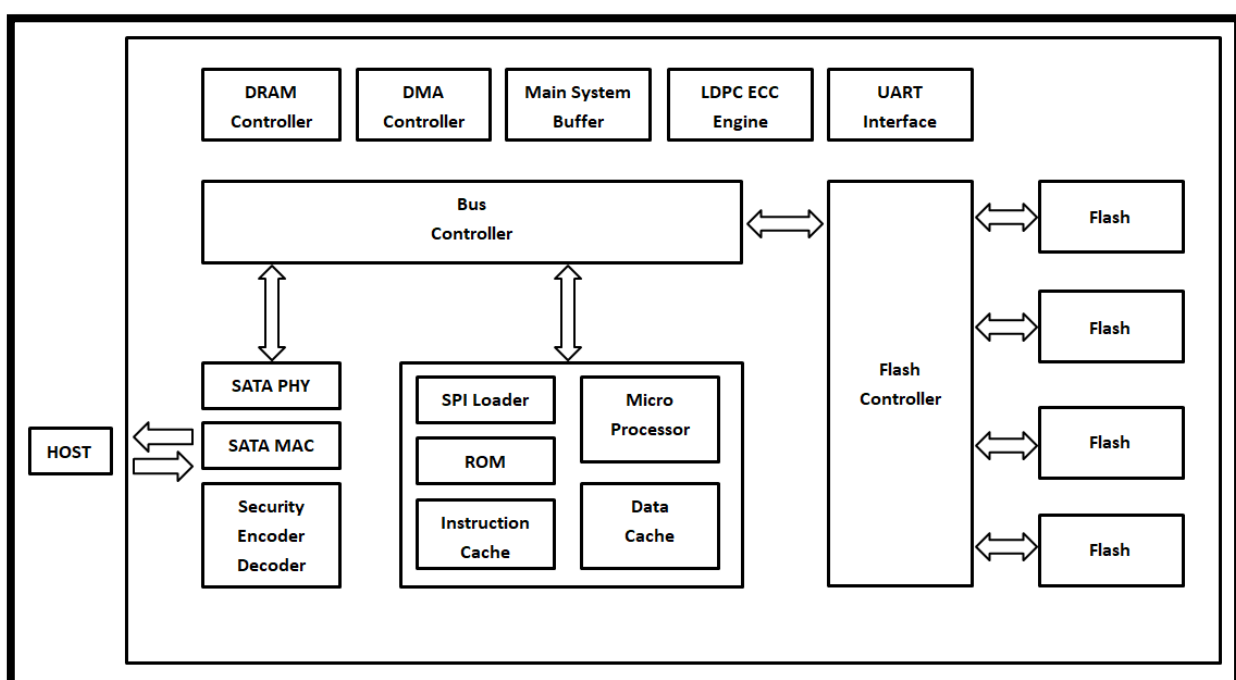 DRAM
Controller
DMA
Controller
Main System
Buffer
LDPC ECC
Engine
UART
Interface
Bus
Controller
Flash
Controller
Flash
Flash
Flash
Flash
HOST
SATA PHY
SATA MAC
Security
Encoder
Decoder
SPI Loader
ROM
Instruction
Cache
Micro
Processor
Data
Cache